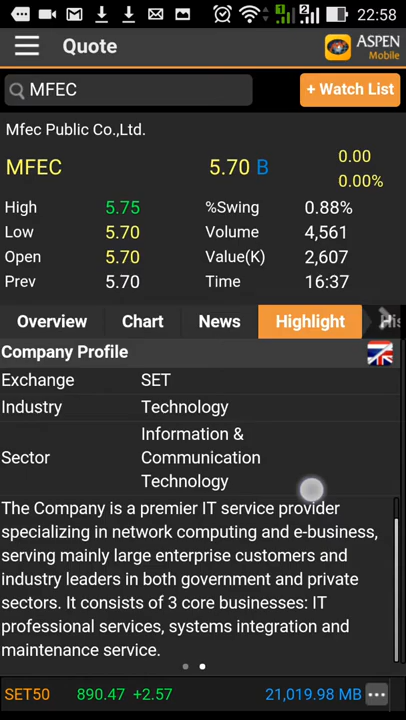 22:58
Quote
ASPEN
Mobile
MFEC
+ Watch List
Mfec Public Co.,Ltd.
MFEC 5.70 B 0.00
0.00%
High 5.75 %Swing 0.88%
Low 5.70 Volume 4,561
Open 5.70 Value(K) 2,607
Prev 5.70 Time 16:37
Overview Chart News Highlight His
Company Profile
Exchange SET
Industry Technology
Sector Information &
Communication
Technology
The Company is a premier IT service provider
specializing in network computing and e-business,
serving mainly large enterprise customers and
industry leaders in both government and private
sectors. It consists of 3 core businesses: IT
professional services, systems integration and
maintenance service.
SET50 890.47 +2.57 21,019.98 MB